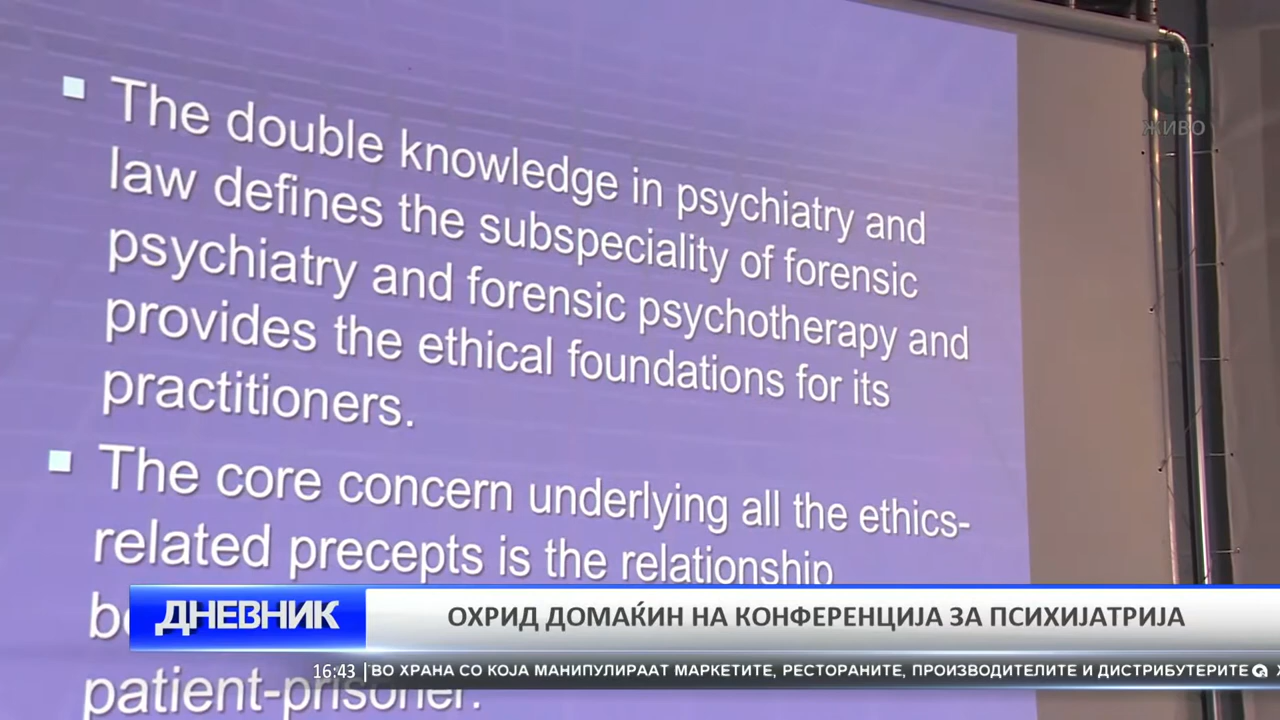 ЖИВО
The double knowledge in psychiatry and
law defines the subspeciality of forensic
psychiatry and forensic psychotherapy and
provides the ethical foundations for its
practitioners.
The core concern underlying all the ethics-
related precepts is the relationship
patient-prisoner.
ДНЕВНИК
ОХРИД ДОМАЌИН НА КОНФЕРЕНЦИЈА ЗА ПСИХИЈАТРИЈА
16:43 | ВО ХРАНА СО КОЈА МАНИПУЛИРААТ МАРКЕТИТЕ, РЕСТОРАНИТЕ, ПРОИЗВОДИТЕЛИТЕ И ДИСТРИБУТЕРИТЕ